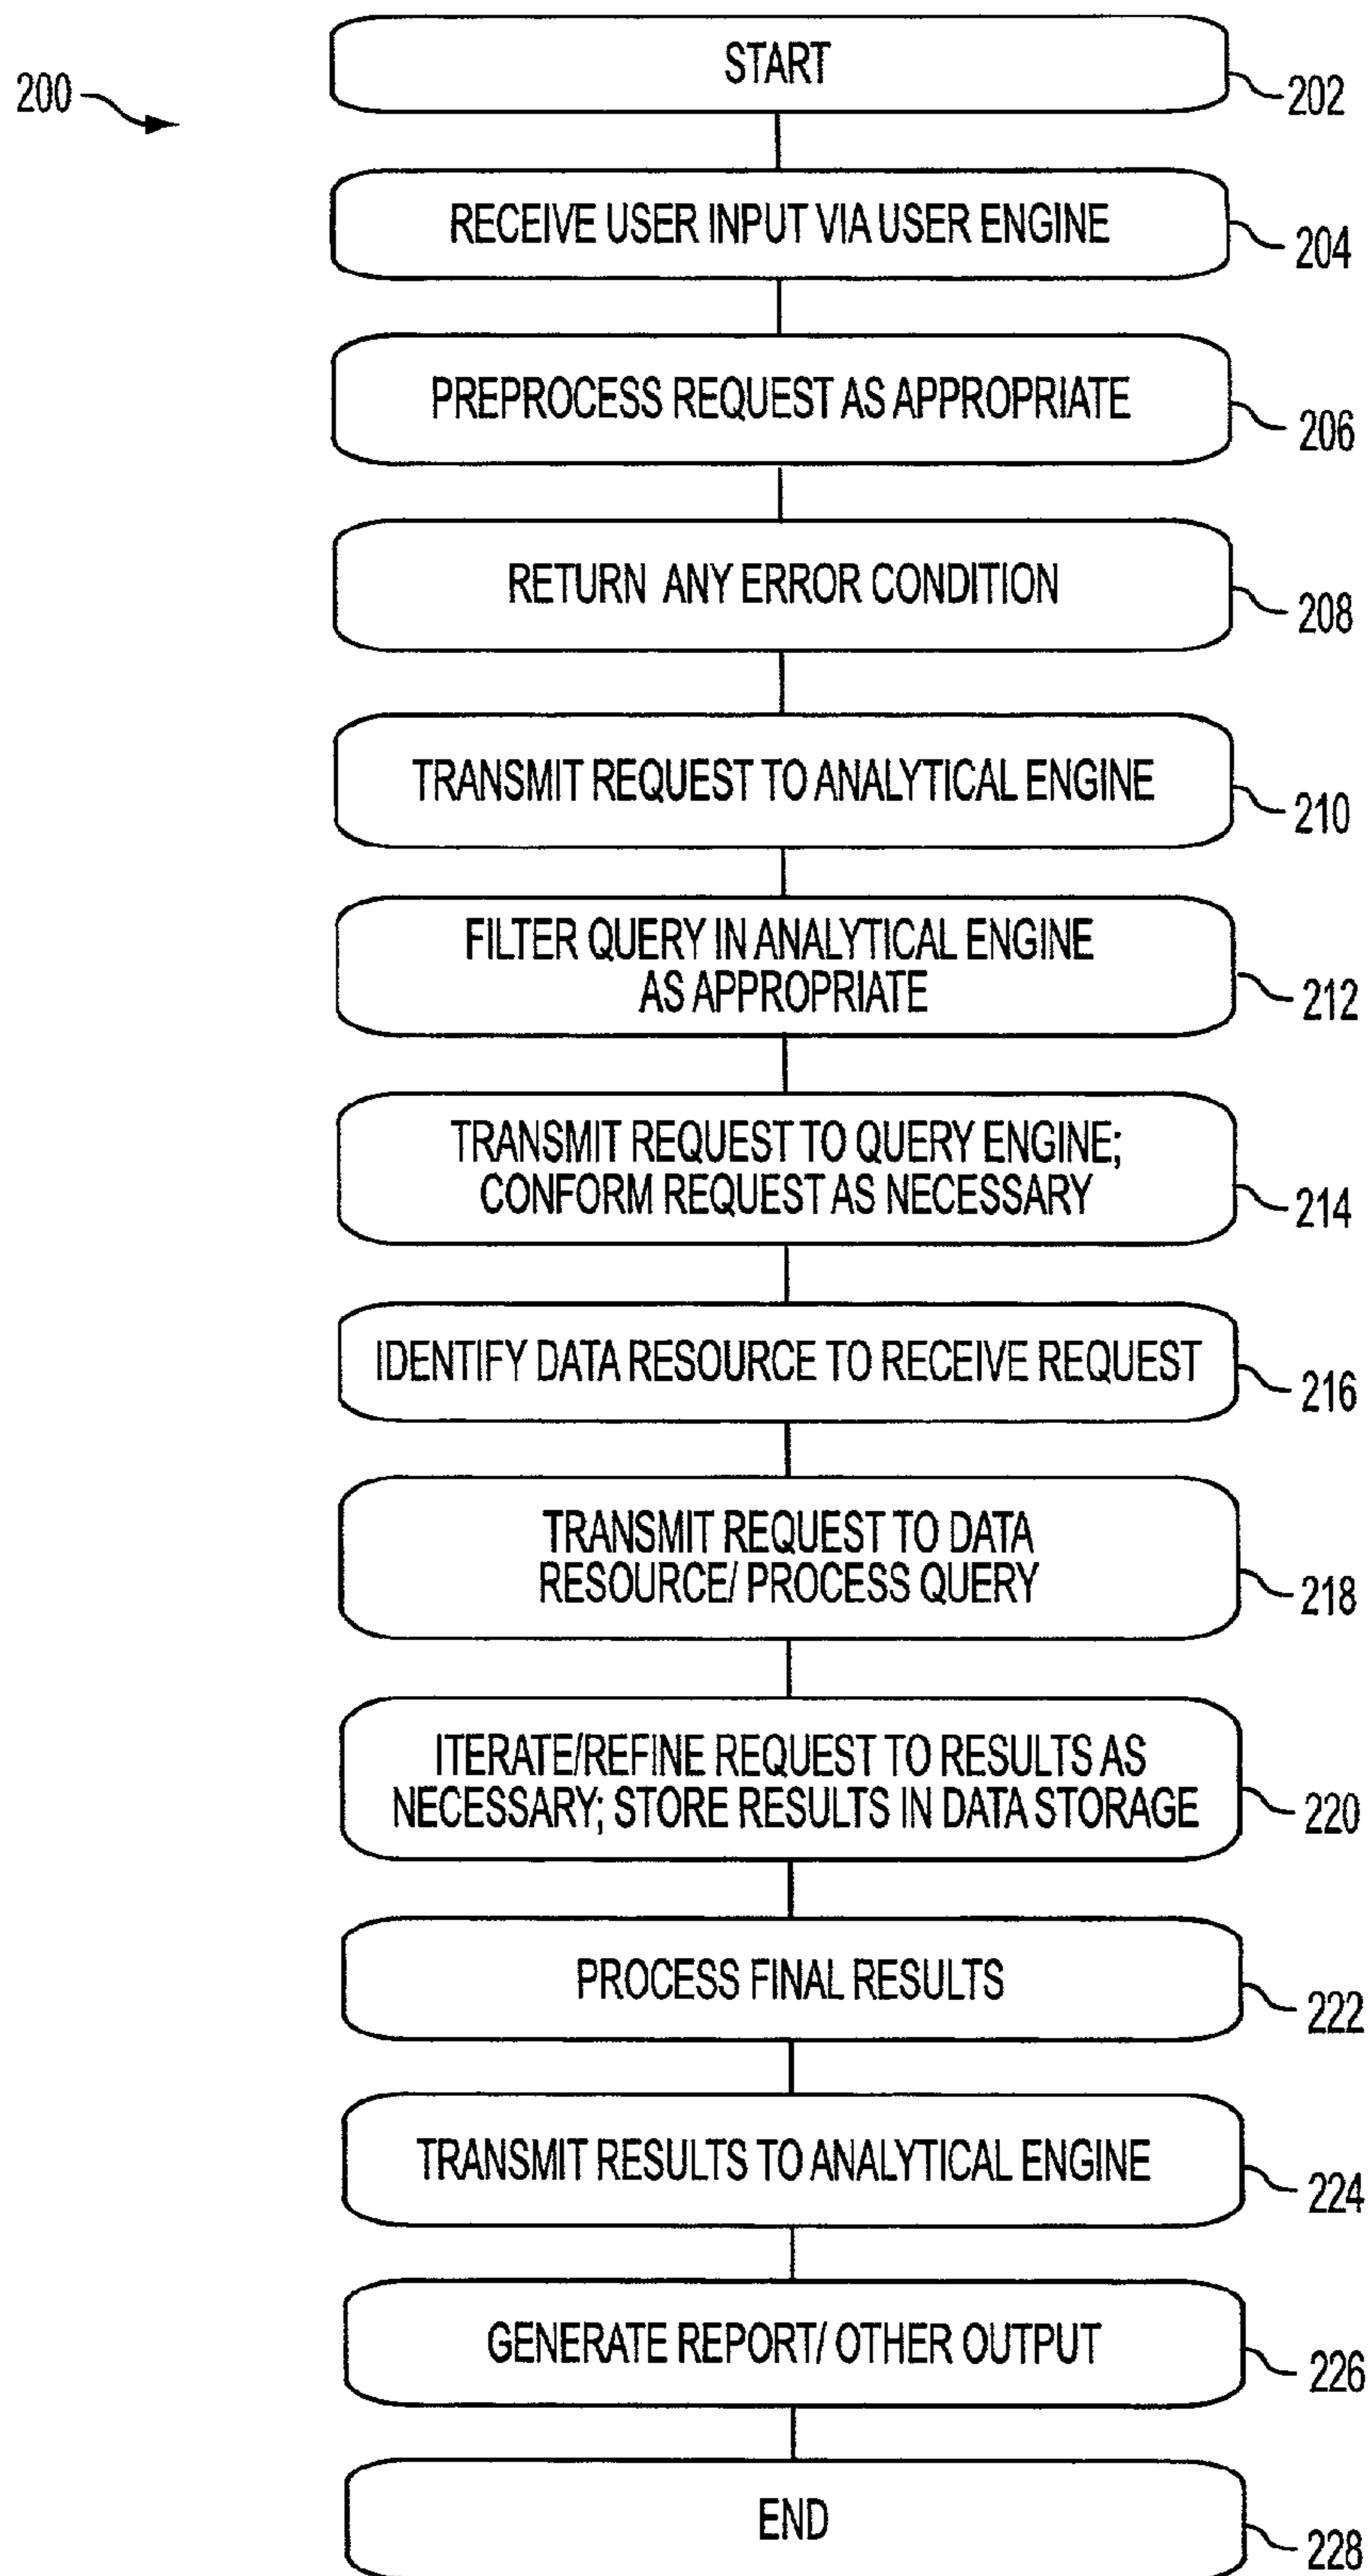 200
START
202
RECEIVE USER INPUT VIA USER ENGINE
204
PREPROCESS REQUEST AS APPROPRIATE
206
RETURN ANY ERROR CONDITION
208
TRANSMIT REQUEST TO ANALYTICAL ENGINE
210
FILTER QUERY IN ANALYTICAL ENGINE
AS APPROPRIATE
212
TRANSMIT REQUEST TO QUERY ENGINE;
CONFORM REQUEST AS NECESSARY
214
IDENTIFY DATA RESOURCE TO RECEIVE REQUEST
216
TRANSMIT REQUEST TO DATA
RESOURCE/ PROCESS QUERY
218
ITERATE/REFINE REQUEST TO RESULTS AS
NECESSARY; STORE RESULTS IN DATA STORAGE
220
PROCESS FINAL RESULTS
222
TRANSMIT RESULTS TO ANALYTICAL ENGINE
224
GENERATE REPORT/ OTHER OUTPUT
226
END
228